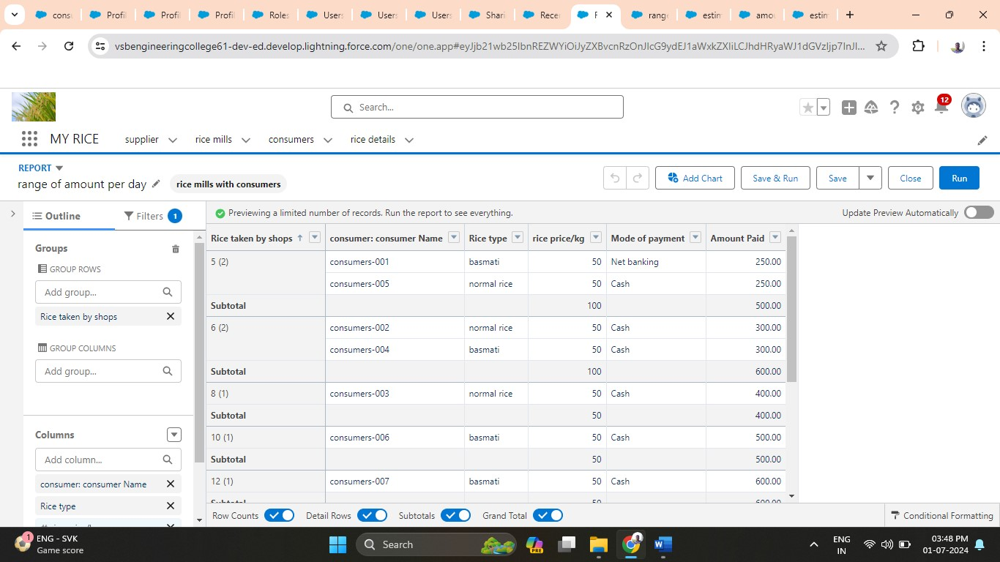 cons
Profil
Profil
Profil
Roles
Users
Users
Users
Shari
Rece
F
range
estim
amou
estim
vsbengineeringcollege61-dev-ed.develop.lightning.force.com/one/one.app#
Search...
12
MY RICE
supplier
rice mills
consumers
rice details
REPORT
range of amount per day
rice mills with consumers
Add Chart
Save & Run
Save
Close
Run
Outline
Filters 1
Previewing a limited number of records. Run the report to see everything.
Update Preview Automatically
Groups
GROUP ROWS
Add group...
Rice taken by shops
GROUP COLUMNS
Add group...
Columns
Add column...
consumer: consumer Name
Rice type
Rice taken by shops consumer: consumer Name Rice type rice price/kg Mode of payment Amount Paid
5 (2) consumers-001 basmati 50 Net banking 250.00
consumers-005 normal rice 50 Cash 250.00
Subtotal 100 500.00
6 (2) consumers-002 normal rice 50 Cash 300.00
consumers-004 basmati 50 Cash 300.00
Subtotal 100 600.00
8 (1) consumers-003 normal rice 50 Cash 400.00
Subtotal 50 400.00
10 (1) consumers-006 basmati 50 Cash 500.00
Subtotal 50 500.00
12 (1) consumers-007 basmati 50 Cash 600.00
Subtotal 50 600.00
Row Counts
Detail Rows
Subtotals
Grand Total
Conditional Formatting
1
ENG - SVK
Game score
Search
PRE
ENG
IN
03:48 PM
01-07-2024